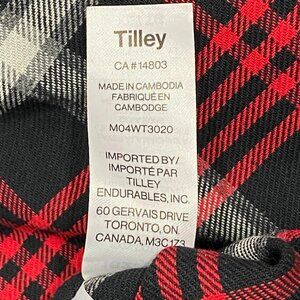 Tilley
CA # 14803
MADE IN CAMBODIA
FABRIQUÉ EN
CAMBODGE
M04WT3020
IMPORTED BY/
IMPORTÉ PAR
TILLEY
ENDURABLES, INC.
60 GERVAIS DRIVE
TORONTO, ON.
CANADA, M3C1Z3